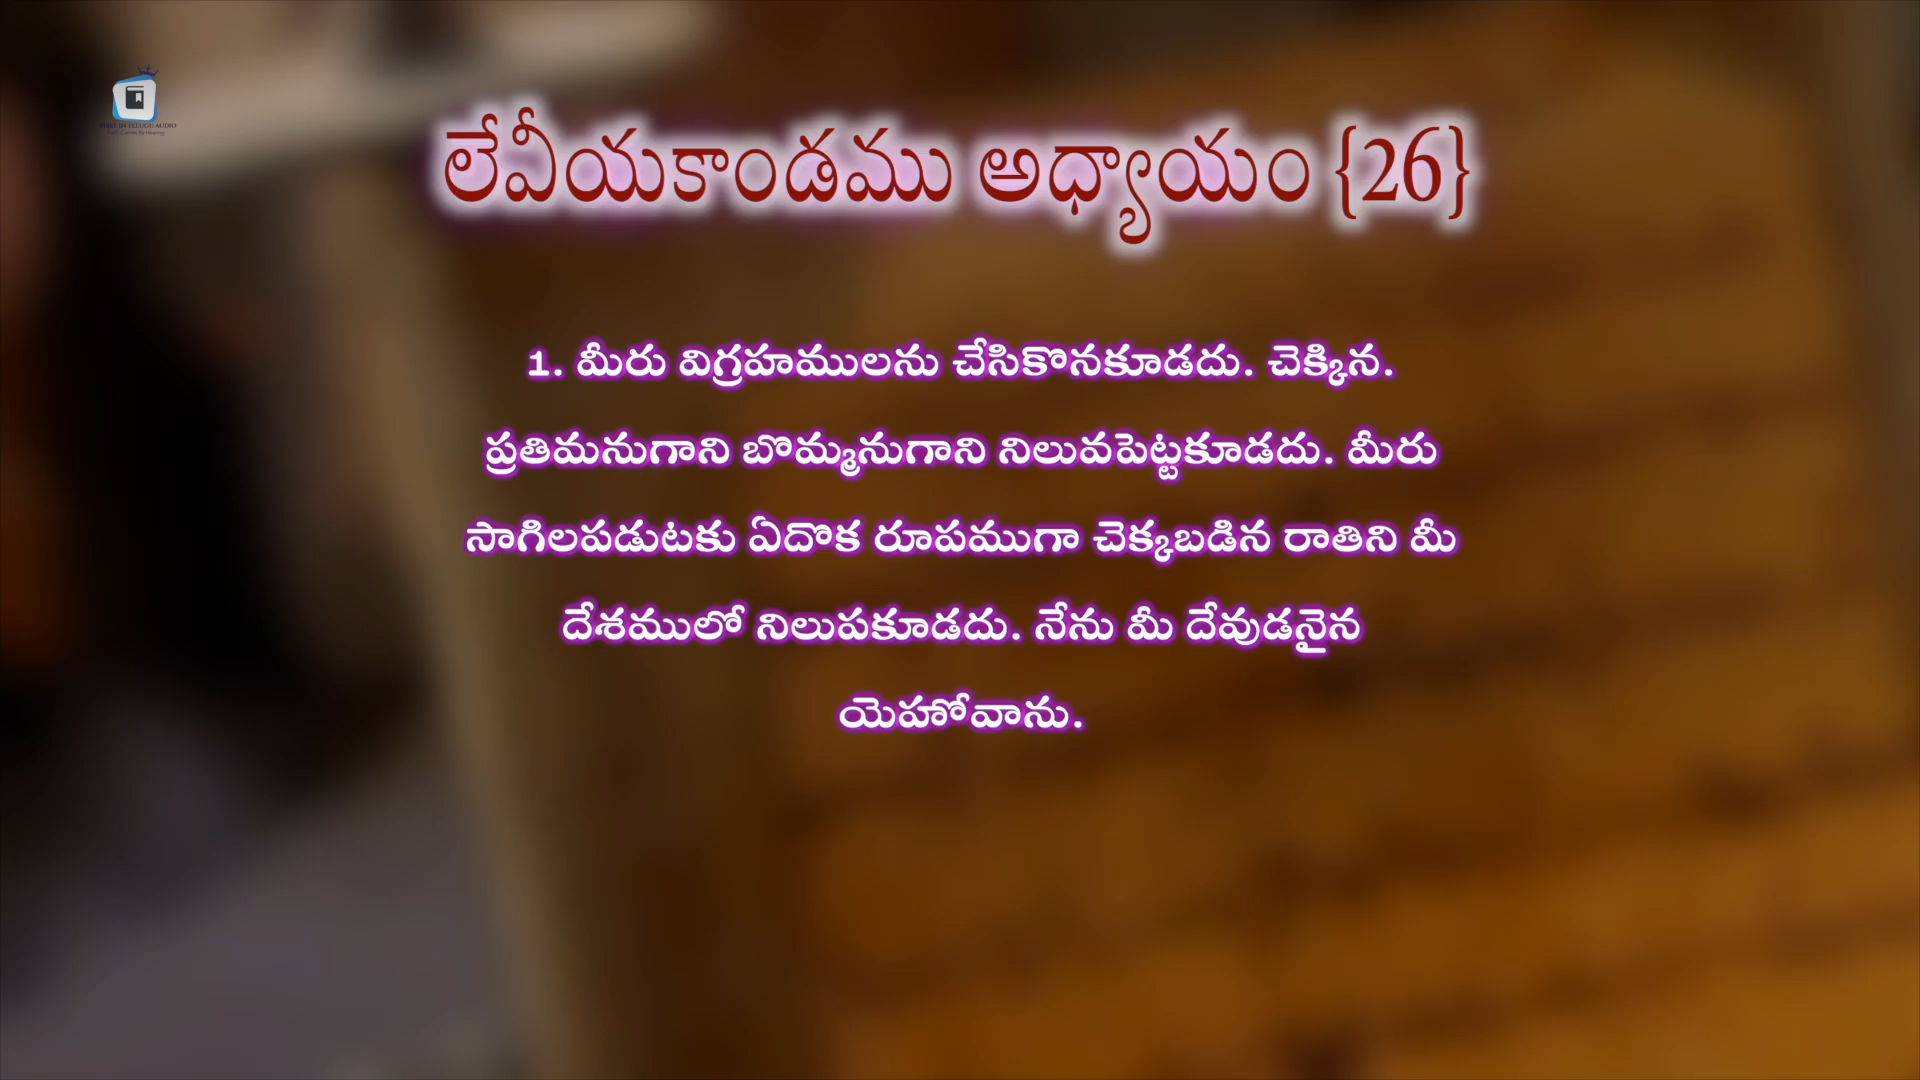 లేవీయకాండము అధ్యాయం {26}
1. మీరు విగ్రహములను చేసికొనకూడదు. చెక్కిన.
ప్రతిమనుగాని బొమ్మనుగాని నిలువపెట్టకూడదు. మీరు
సాగిలపడుటకు ఏదొక రూపముగా చెక్కబడిన రాతిని మీ
దేశములో నిలుపకూడదు. నేను మీ దేవుడనైన
యెహోవాను.